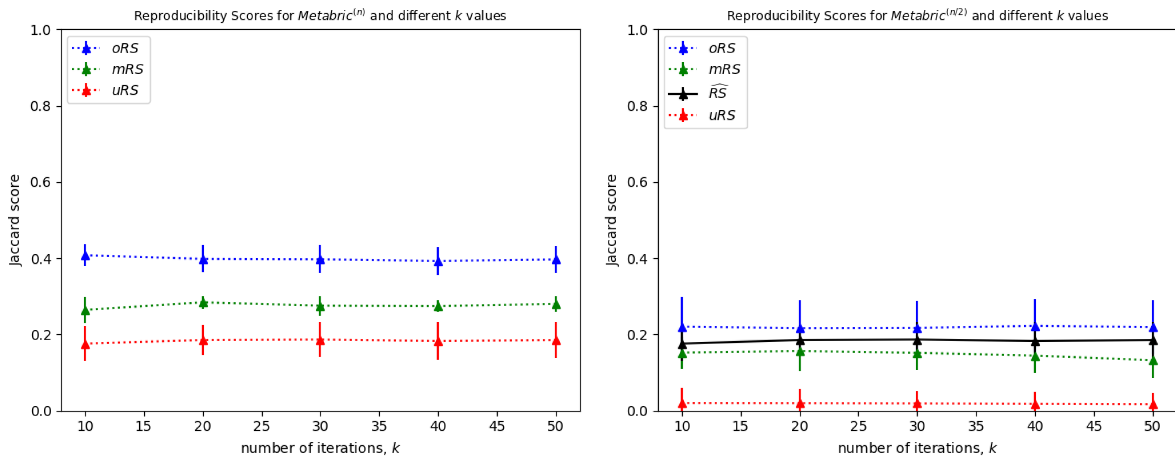 Reproducibility Scores for Metabric^(n) and different k values
1.0
0.8
0.6
0.4
0.2
0.0
Jaccard score
oRS
mRS
uRS
10 15 20 25 30 35 40 45 50
number of iterations, k
Reproducibility Scores for Metabric^(n/2) and different k values
1.0
0.8
0.6
0.4
0.2
0.0
Jaccard score
oRS
mRS
R̂S
uRS
10 15 20 25 30 35 40 45 50
number of iterations, k